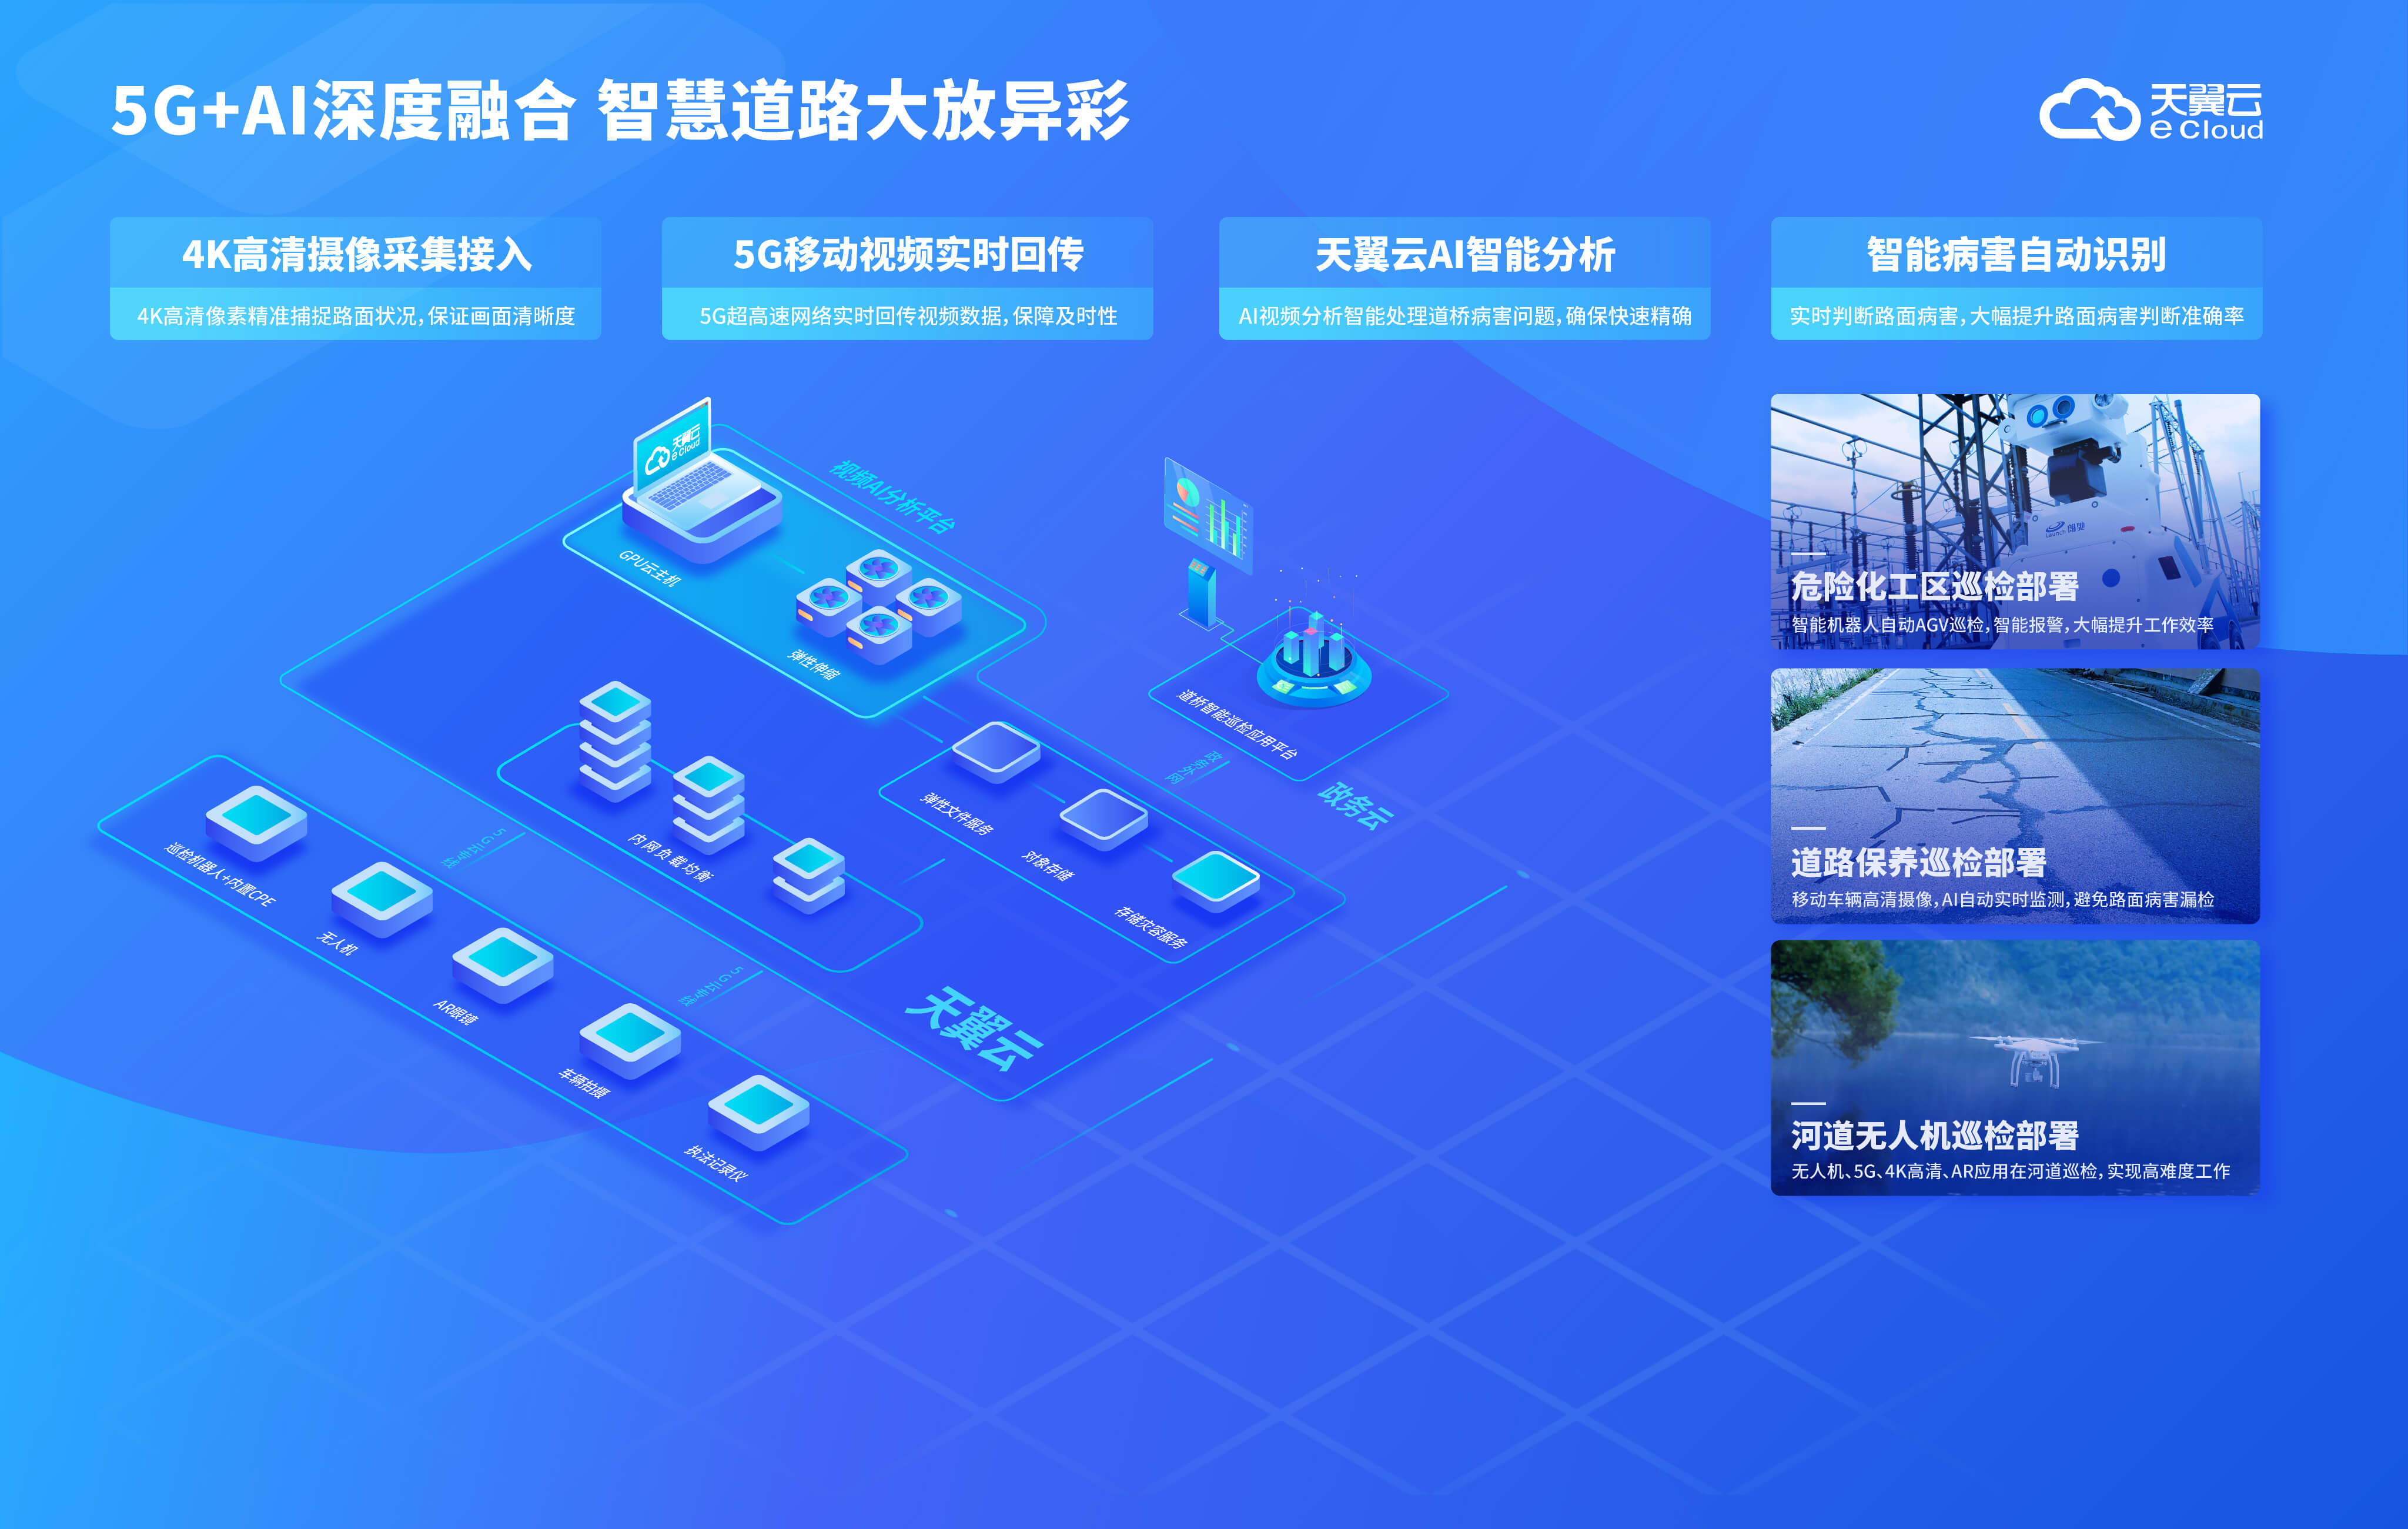 5G+AI深度融合 智慧道路大放异彩
天翼云
e Cloud
4K高清摄像采集接入
4K高清像素精准捕捉路面状况,保证画面清晰度
5G移动视频实时回传
5G超高速网络实时回传视频数据,保障及时性
天翼云AI智能分析
AI视频分析智能处理道桥病害问题,确保快速精确
智能病害自动识别
实时判断路面病害,大幅提升路面病害判断准确率
天翼云
e Cloud
视频AI分析平台
GPU云主机
弹性伸缩
道桥智能巡检应用平台
政务外网
政务云
弹性文件服务
对象存储
存储灾容服务
内网负载均衡
5G云专线
5G云专线
天翼云
巡检机器人+内置CPE
无人机
AR眼镜
车辆拍摄
执法记录仪
朗驰
Launch
危险化工区巡检部署
智能机器人自动AGV巡检,智能报警,大幅提升工作效率
道路保养巡检部署
移动车辆高清摄像,AI自动实时监测,避免路面病害漏检
河道无人机巡检部署
无人机、5G、4K高清、AR应用在河道巡检,实现高难度工作